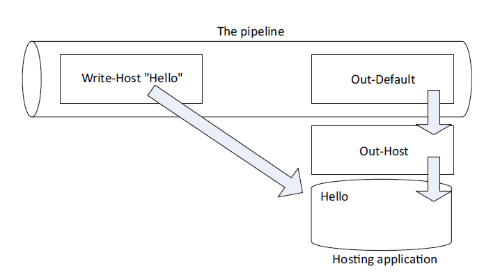 The pipeline
Write-Host "Hello"
Out-Default
Out-Host
Hello
Hosting application